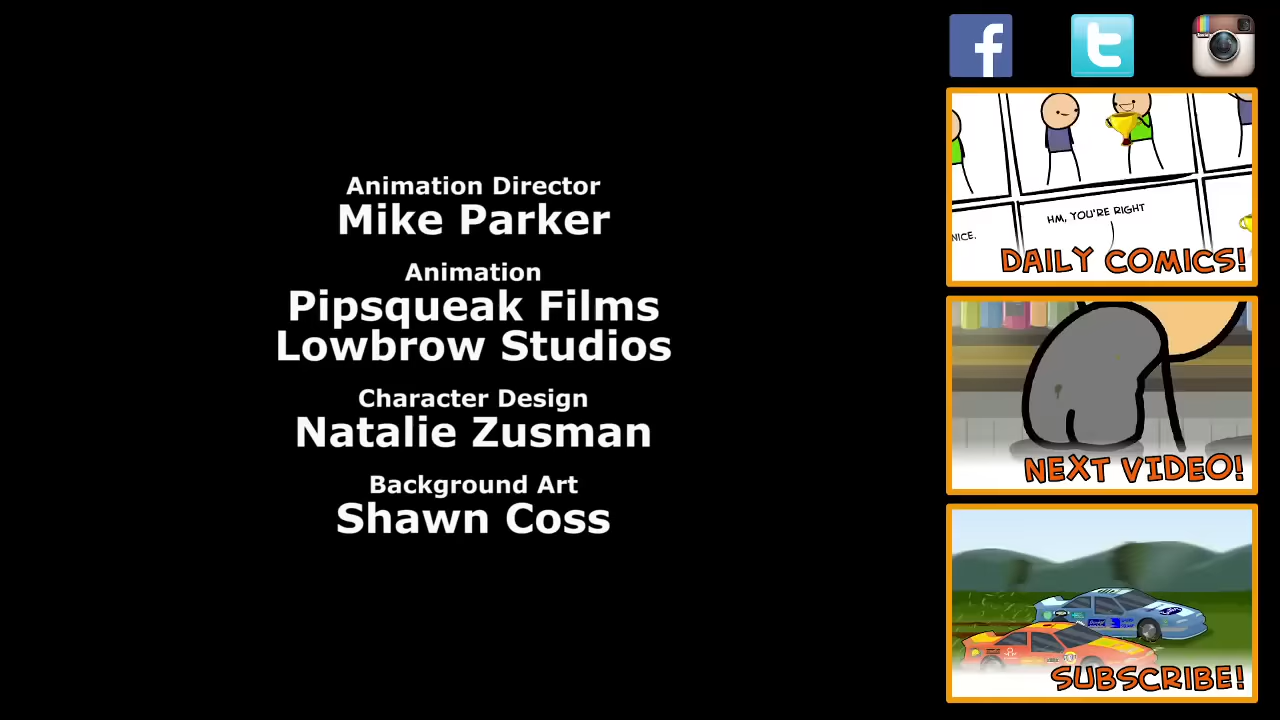 Animation Director
Mike Parker
Animation
Pipsqueak Films
Lowbrow Studios
Character Design
Natalie Zusman
Background Art
Shawn Coss
HM, YOU'RE RIGHT
NICE.
DAILY COMICS!
NEXT VIDEO!
SUBSCRIBE!